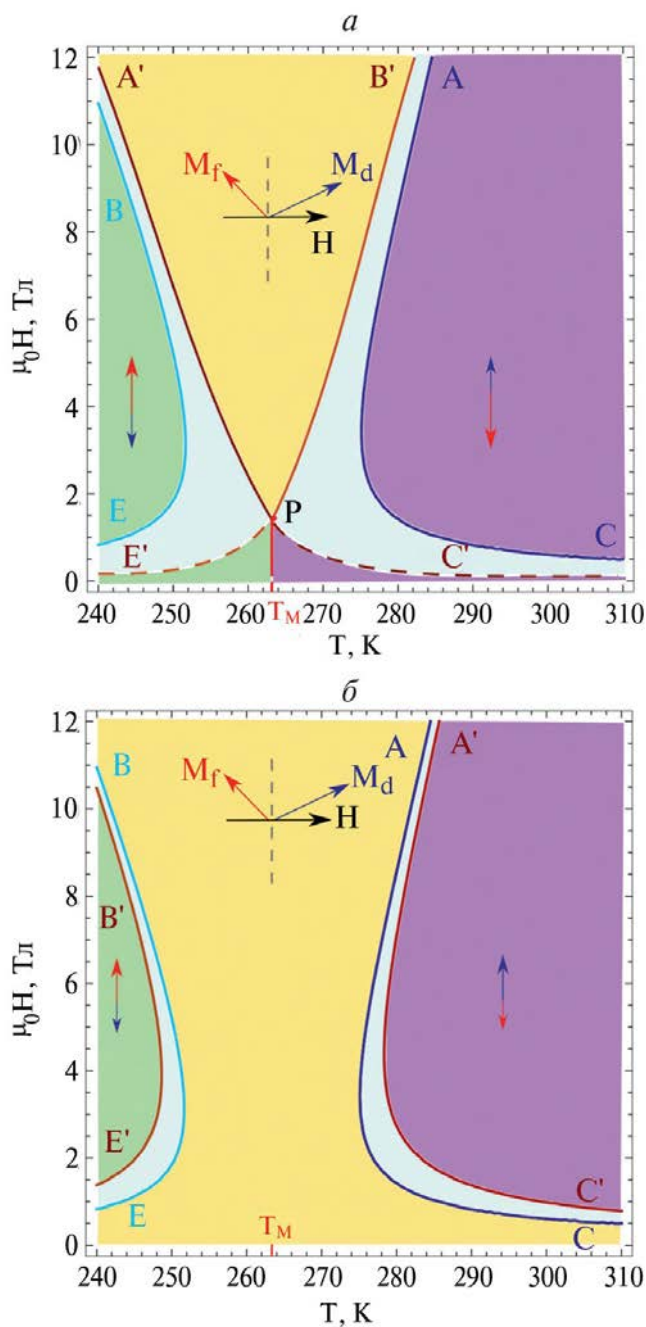 а
12
10
8
6
4
2
0
μ₀H, Тл
A'
B'
A
B
M_f
M_d
H
E
P
C
E'
C'
240
250
260
T_M
270
280
290
300
310
T, K
б
12
10
8
6
4
2
0
μ₀H, Тл
B
A
A'
M_f
M_d
H
B'
E'
E
T_M
C'
C
240
250
260
270
280
290
300
310
T, K